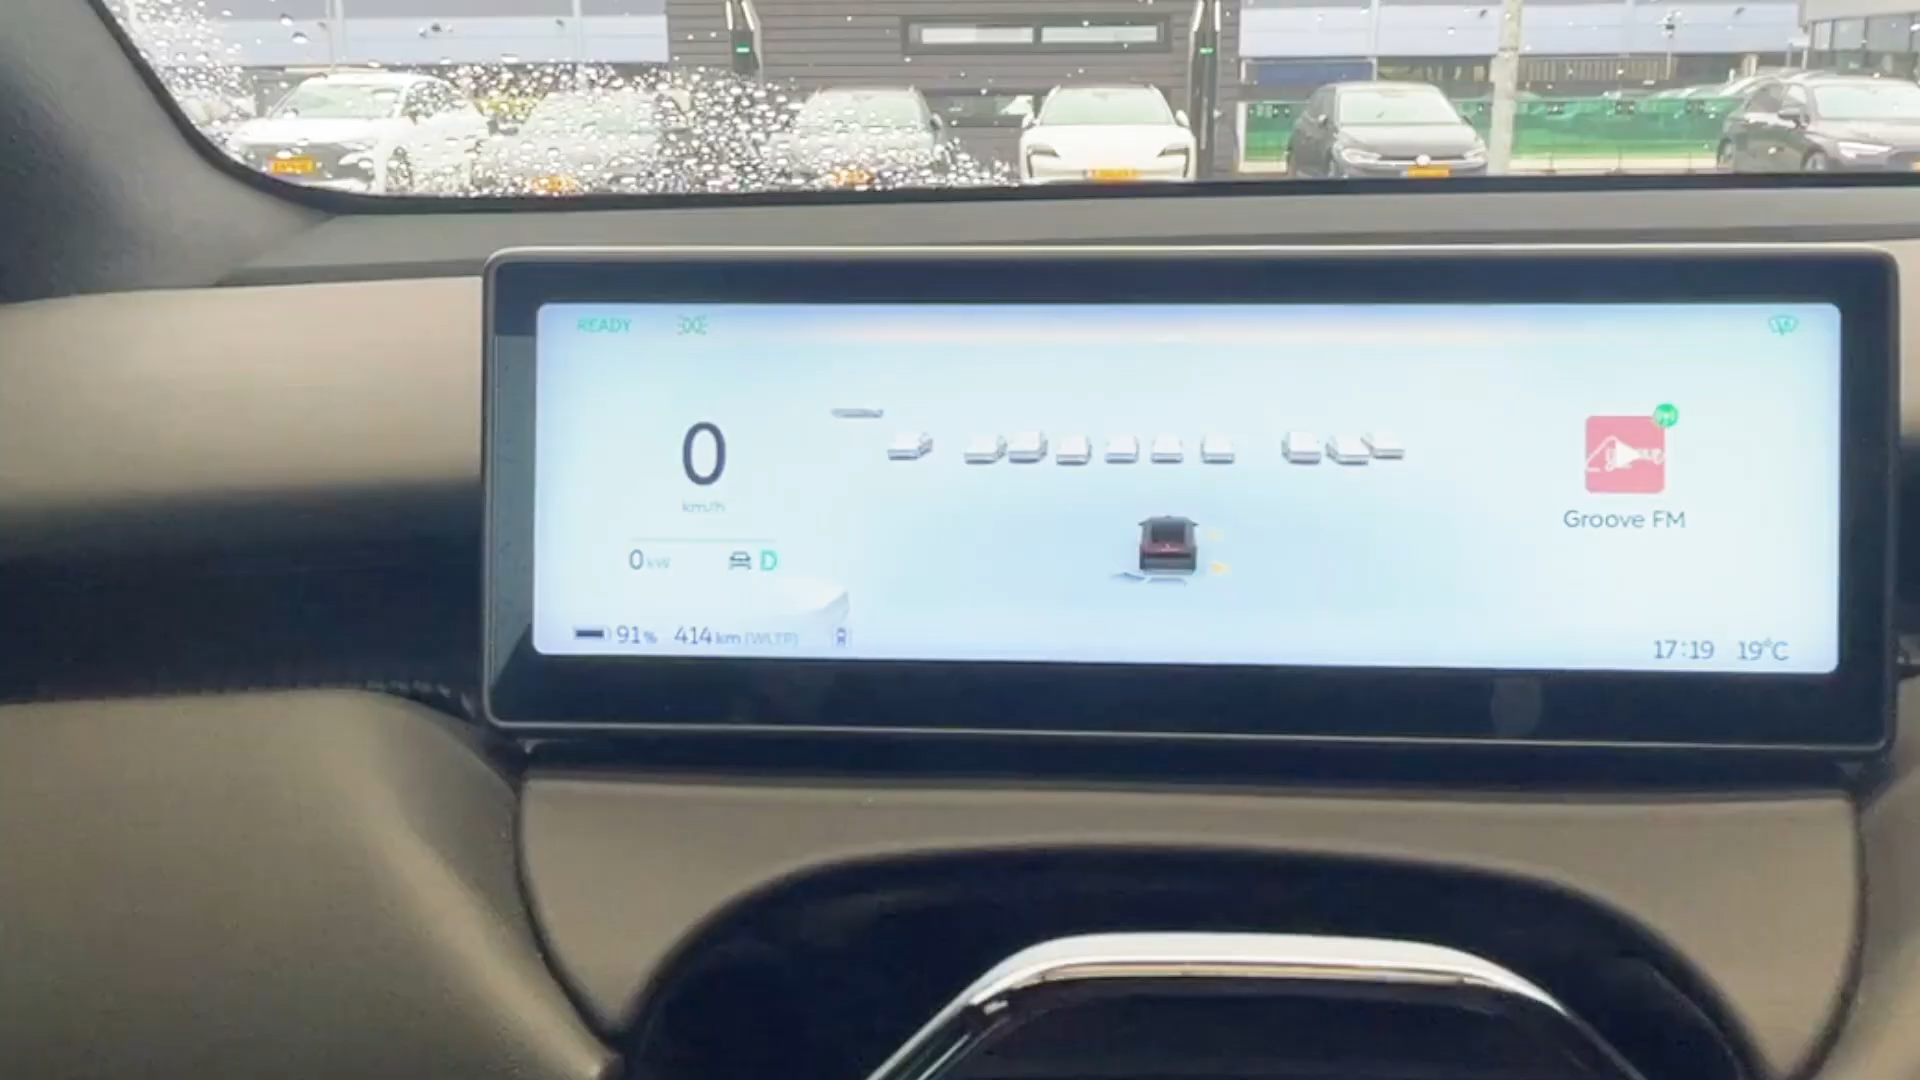 READY
0
km/h
0 kW D
91% 414 km (WLTP)
Groove FM
17:19 19°C